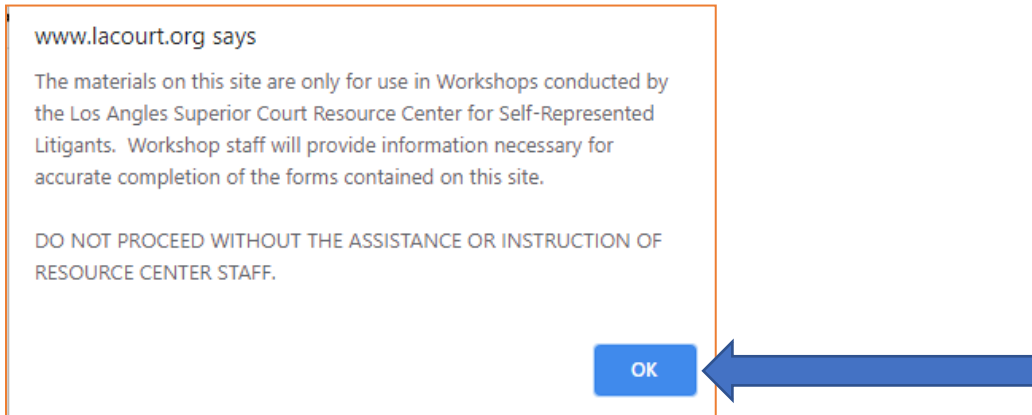 www.lacourt.org says
The materials on this site are only for use in Workshops conducted by
the Los Angles Superior Court Resource Center for Self-Represented
Litigants.  Workshop staff will provide information necessary for
accurate completion of the forms contained on this site.
DO NOT PROCEED WITHOUT THE ASSISTANCE OR INSTRUCTION OF
RESOURCE CENTER STAFF.
OK